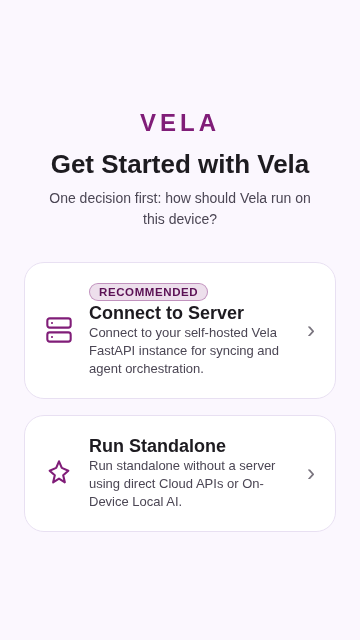 VELA
Get Started with Vela
One decision first: how should Vela run on
this device?
RECOMMENDED
Connect to Server
Connect to your self-hosted Vela
FastAPI instance for syncing and
agent orchestration.
Run Standalone
Run standalone without a server
using direct Cloud APIs or On-
Device Local AI.